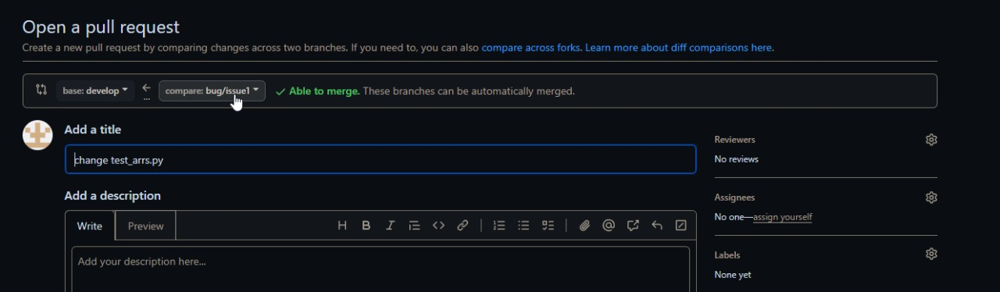 Open a pull request
Create a new pull request by comparing changes across two branches. If you need to, you can also compare across forks. Learn more about diff comparisons here.
base: develop
...
compare: bug/issue1
Able to merge. These branches can be automatically merged.
Add a title
change test_arrs.py
Add a description
Write Preview
Add your description here...
Reviewers
No reviews
Assignees
No one—assign yourself
Labels
None yet